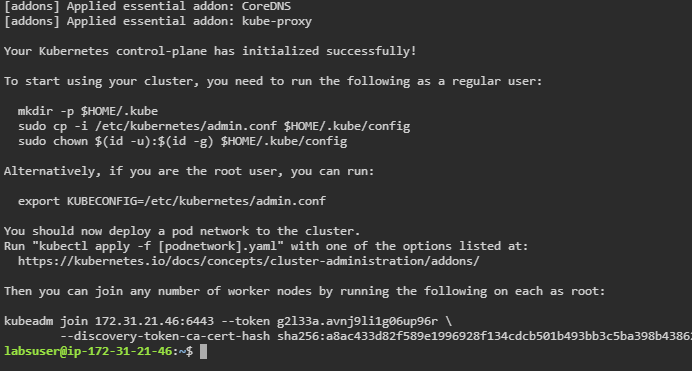 [addons] Applied essential addon: CoreDNS
[addons] Applied essential addon: kube-proxy
Your Kubernetes control-plane has initialized successfully!
To start using your cluster, you need to run the following as a regular user:
mkdir -p $HOME/.kube
sudo cp -i /etc/kubernetes/admin.conf $HOME/.kube/config
sudo chown $(id -u):$(id -g) $HOME/.kube/config
Alternatively, if you are the root user, you can run:
export KUBECONFIG=/etc/kubernetes/admin.conf
You should now deploy a pod network to the cluster.
Run "kubectl apply -f [podnetwork].yaml" with one of the options listed at:
https://kubernetes.io/docs/concepts/cluster-administration/addons/
Then you can join any number of worker nodes by running the following on each as root:
kubeadm join 172.31.21.46:6443 --token g2l33a.avnj9li1g06up96r \
--discovery-token-ca-cert-hash sha256:a8ac433d82f589e1996928f134cdcb501b493bb3c5ba398b43862
labsuser@ip-172-31-21-46:~$